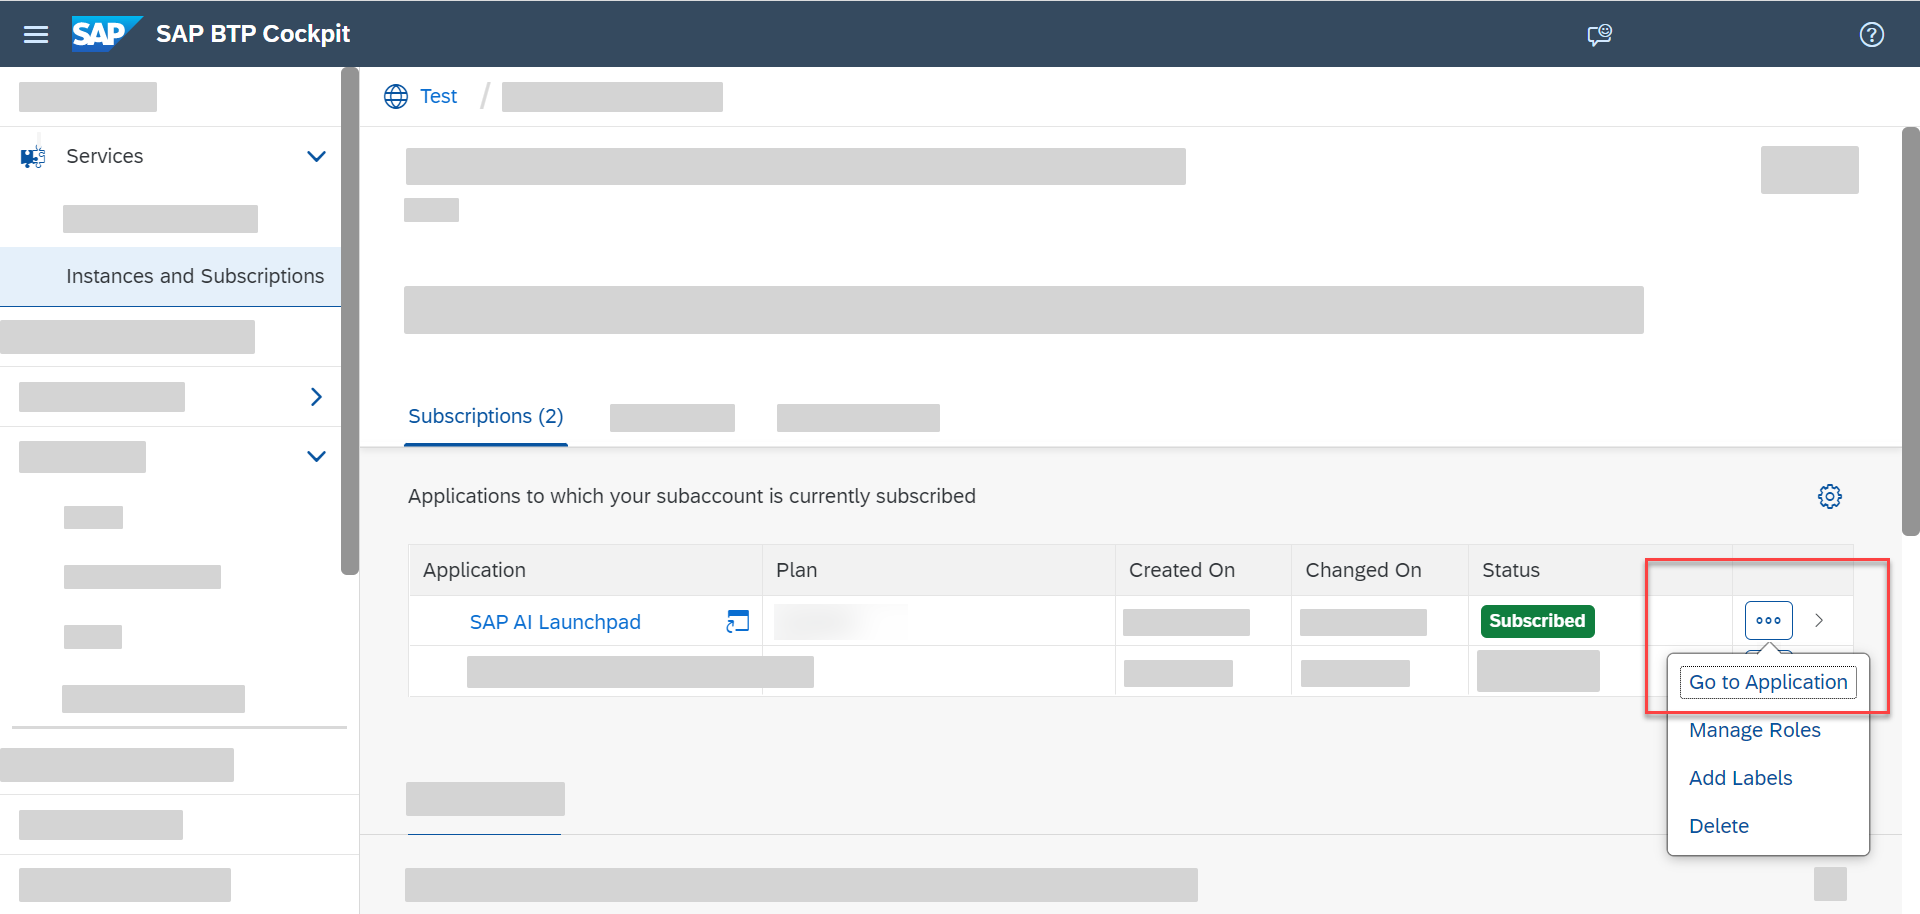 SAP SAP BTP Cockpit
Test /
Services
Instances and Subscriptions
Subscriptions (2)
Applications to which your subaccount is currently subscribed
Application Plan Created On Changed On Status
SAP AI Launchpad Subscribed
Go to Application
Manage Roles
Add Labels
Delete